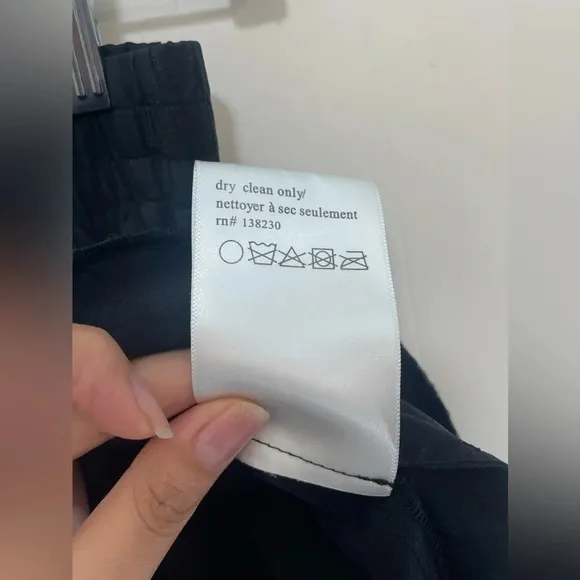 dry clean only/
nettoyer à sec seulement
rn# 138230